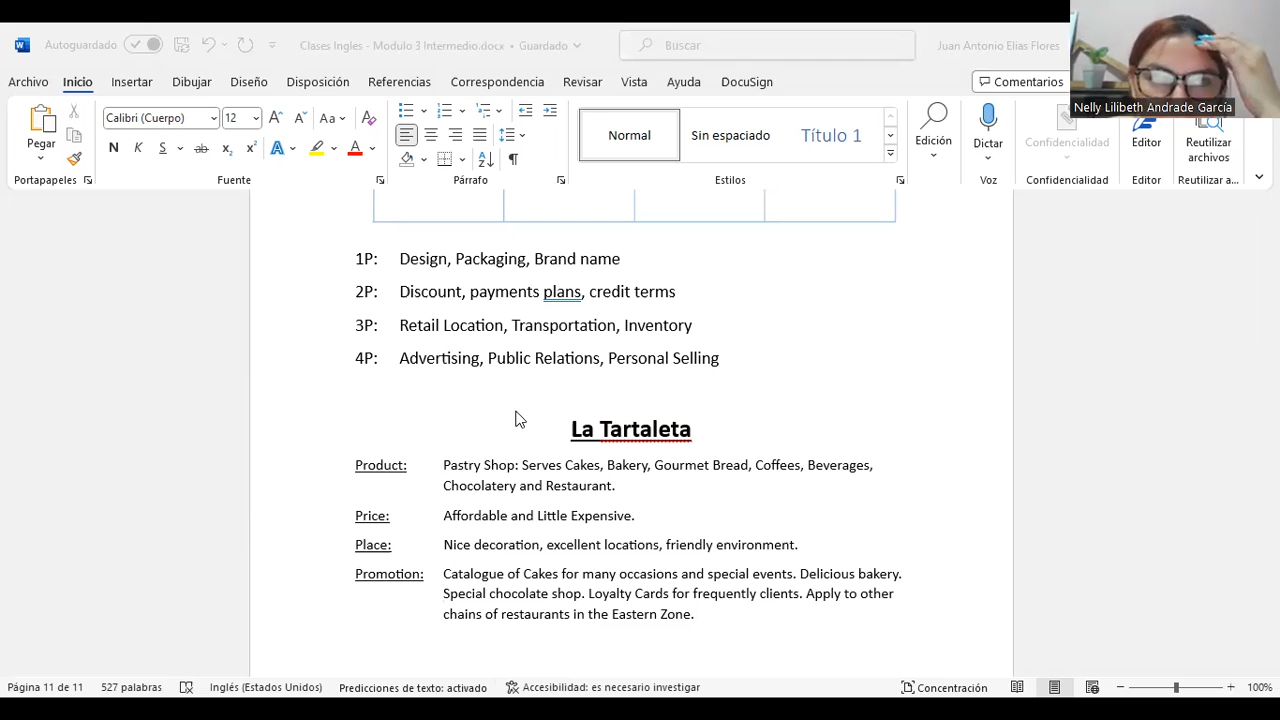 Autoguardado
Clases Ingles - Modulo 3 Intermedio.docx • Guardado
Buscar
Juan Antonio Elias Flores
Nelly Lilibeth Andrade García
Archivo Inicio Insertar Dibujar Diseño Disposición Referencias Correspondencia Revisar Vista Ayuda DocuSign Comentarios
Calibri (Cuerpo) 12
Normal Sin espaciado Título 1
Pegar Edición Dictar Confidencialidad Editor Reutilizar archivos
Portapapeles Fuente Párrafo Estilos Voz Confidencialidad Editor Reutilizar a...
1P: Design, Packaging, Brand name
2P: Discount, payments plans, credit terms
3P: Retail Location, Transportation, Inventory
4P: Advertising, Public Relations, Personal Selling
La Tartaleta
Product: Pastry Shop: Serves Cakes, Bakery, Gourmet Bread, Coffees, Beverages,
Chocolatery and Restaurant.
Price: Affordable and Little Expensive.
Place: Nice decoration, excellent locations, friendly environment.
Promotion: Catalogue of Cakes for many occasions and special events. Delicious bakery.
Special chocolate shop. Loyalty Cards for frequently clients. Apply to other
chains of restaurants in the Eastern Zone.
Página 11 de 11 527 palabras Inglés (Estados Unidos) Predicciones de texto: activado Accesibilidad: es necesario investigar Concentración 100%